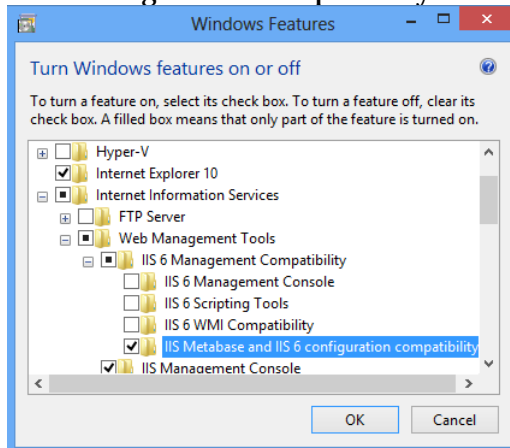 Windows Features
Turn Windows features on or off
To turn a feature on, select its check box. To turn a feature off, clear its
check box. A filled box means that only part of the feature is turned on.
Hyper-V
Internet Explorer 10
Internet Information Services
FTP Server
Web Management Tools
IIS 6 Management Compatibility
IIS 6 Management Console
IIS 6 Scripting Tools
IIS 6 WMI Compatibility
IIS Metabase and IIS 6 configuration compatibility
IIS Management Console
OK
Cancel